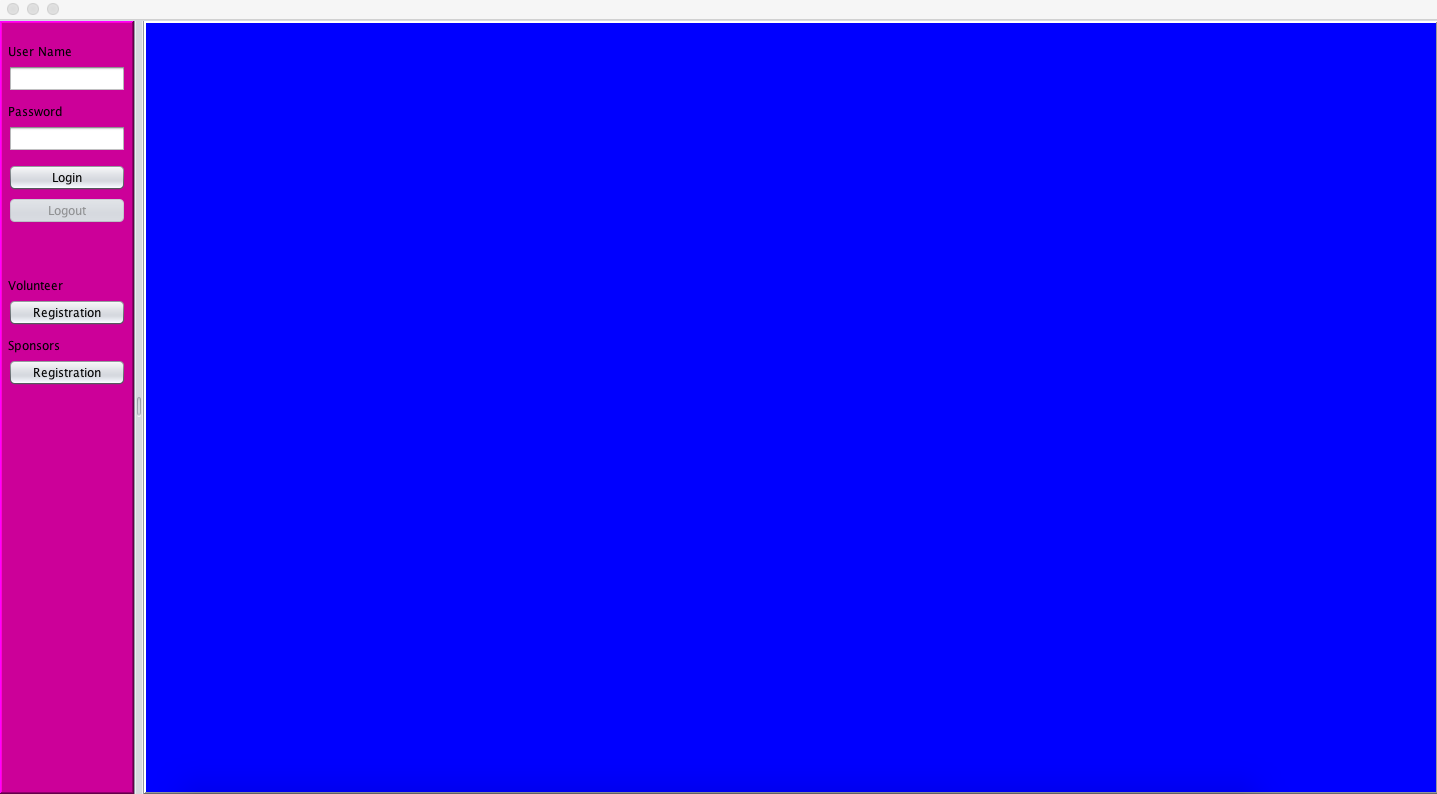 User Name
Password
Login
Logout
Volunteer
Registration
Sponsors
Registration